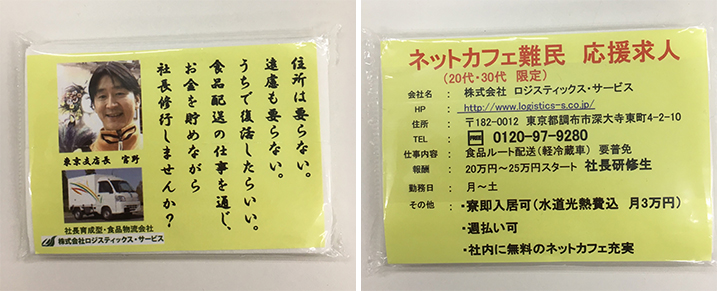 住所は要らない。
遠慮も要らない。
うちで復活したらいい。
食品配送の仕事を通じ、
お金を貯めながら
社長修行しませんか？
東京支店長 宮野
社長育成型・食品物流会社
株式会社ロジスティックス・サービス
ネットカフェ難民 応援求人
（20代・30代 限定）
会社名 ： 株式会社 ロジスティックス・サービス
HP ： http://www.logistics-s.co.jp/
住所 ： 〒182-0012 東京都調布市深大寺東町4-2-10
TEL ： 0120-97-9280
仕事内容 ： 食品ルート配送（軽冷蔵車） 要普免
報酬 ： 20万円～25万円スタート 社長研修生
勤務日 ： 月～土
その他 ： ・寮即入居可（水道光熱費込 月3万円）
・週払い可
・社内に無料のネットカフェ充実